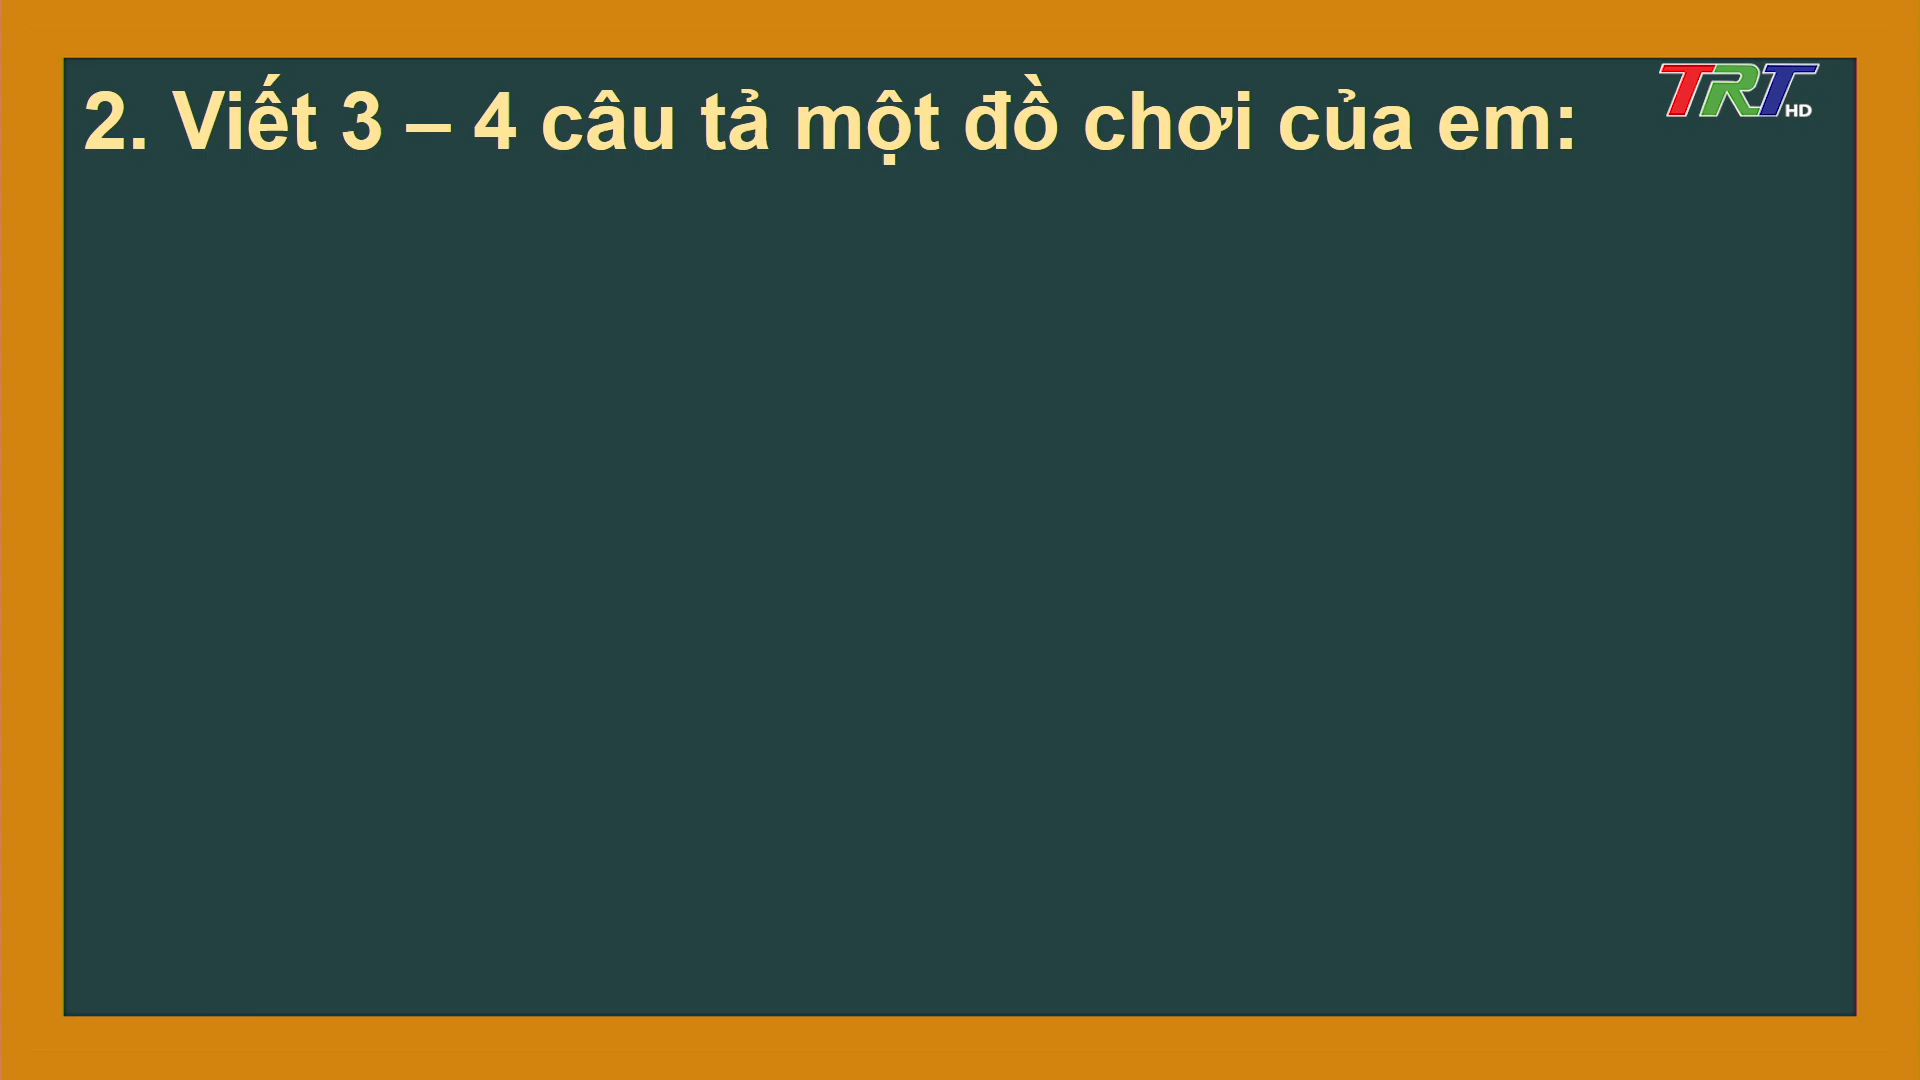 2. Viết 3 – 4 câu tả một đồ chơi của em:
TRT HD